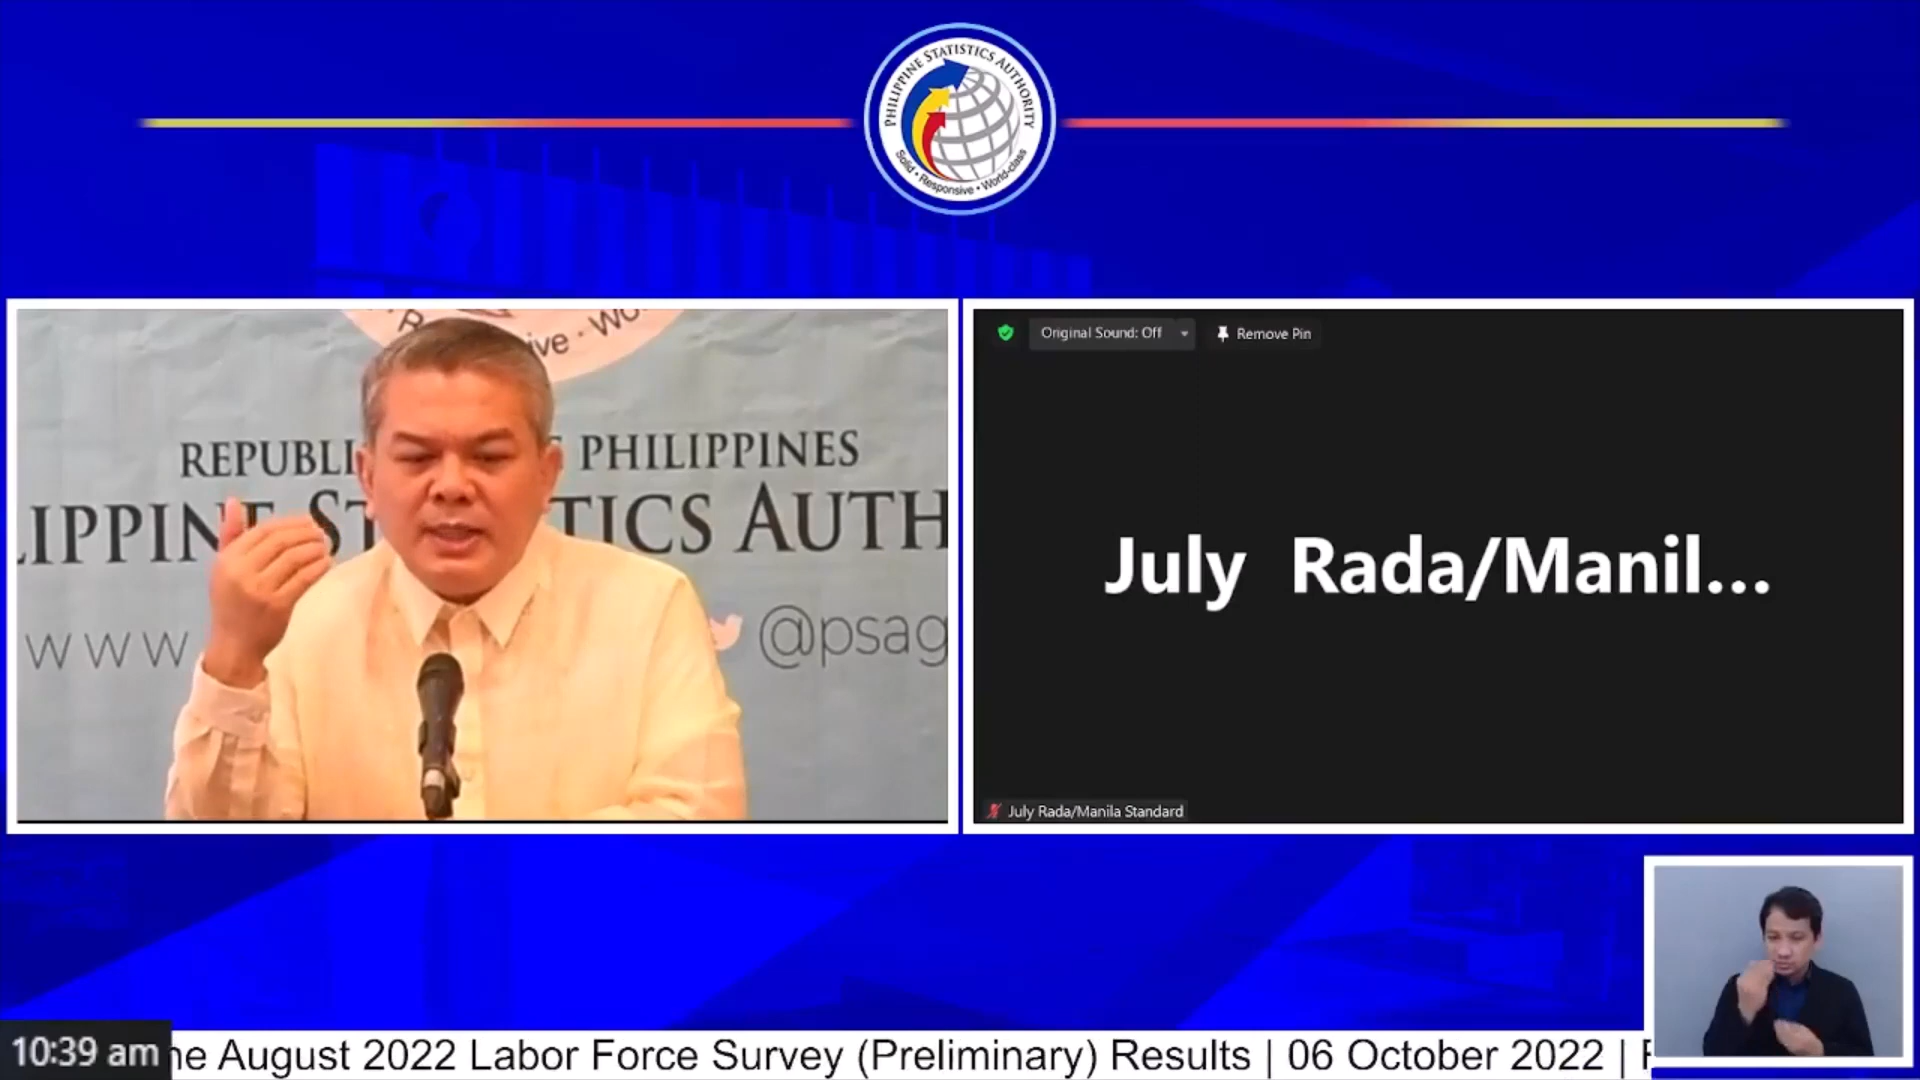 PHILIPPINE STATISTICS AUTHORITY
Solid • Responsive • World-class
REPUBLI PHILIPPINES
LIPPINE ST TICS AUTH
www @psag
Original Sound: Off
Remove Pin
July Rada/Manil...
July Rada/Manila Standard
10:39 am
he August 2022 Labor Force Survey (Preliminary) Results | 06 October 2022 |